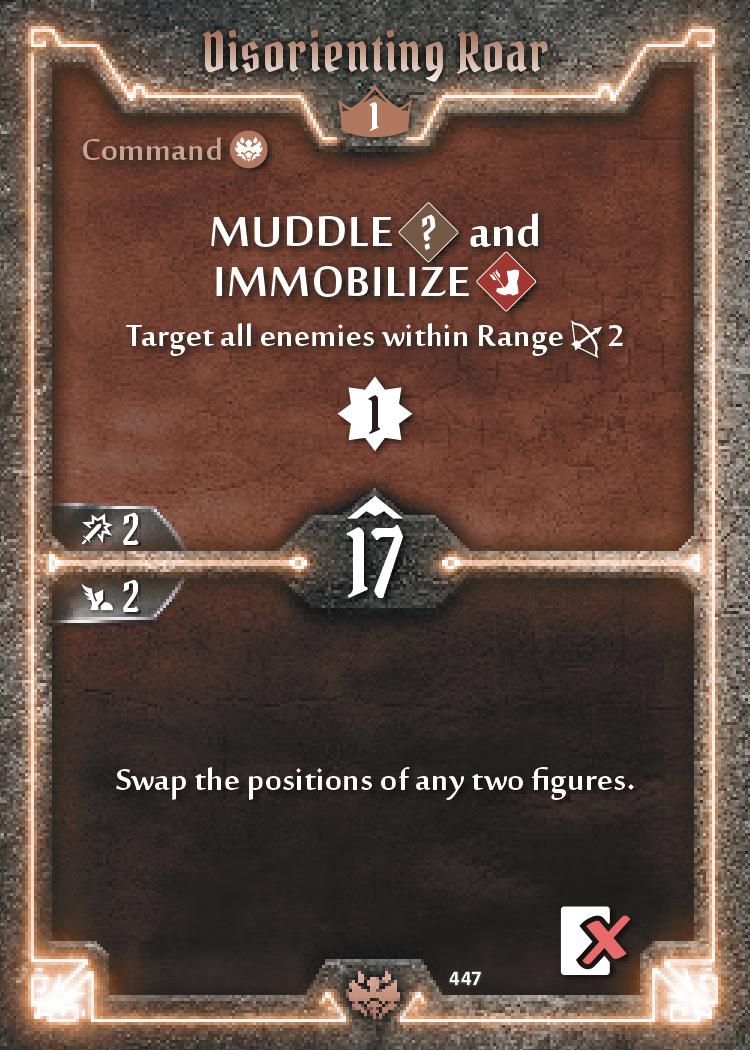 Disorienting Roar
1
Command
MUDDLE ? and
IMMOBILIZE
Target all enemies within Range 2
1
2
17
2
Swap the positions of any two figures.
447